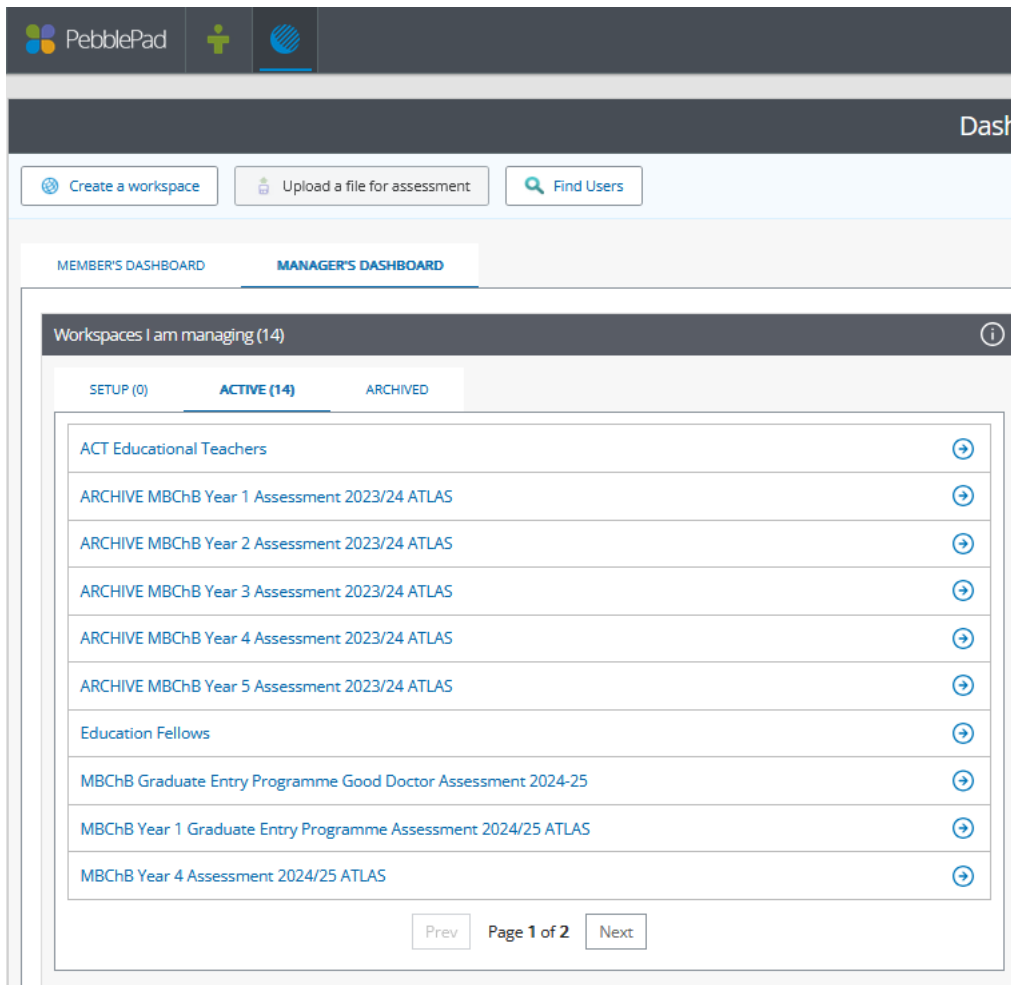 PebblePad
Dash
Create a workspace Upload a file for assessment Find Users
MEMBER'S DASHBOARD MANAGER'S DASHBOARD
Workspaces I am managing (14)
SETUP (0) ACTIVE (14) ARCHIVED
ACT Educational Teachers
ARCHIVE MBChB Year 1 Assessment 2023/24 ATLAS
ARCHIVE MBChB Year 2 Assessment 2023/24 ATLAS
ARCHIVE MBChB Year 3 Assessment 2023/24 ATLAS
ARCHIVE MBChB Year 4 Assessment 2023/24 ATLAS
ARCHIVE MBChB Year 5 Assessment 2023/24 ATLAS
Education Fellows
MBChB Graduate Entry Programme Good Doctor Assessment 2024-25
MBChB Year 1 Graduate Entry Programme Assessment 2024/25 ATLAS
MBChB Year 4 Assessment 2024/25 ATLAS
Prev Page 1 of 2 Next